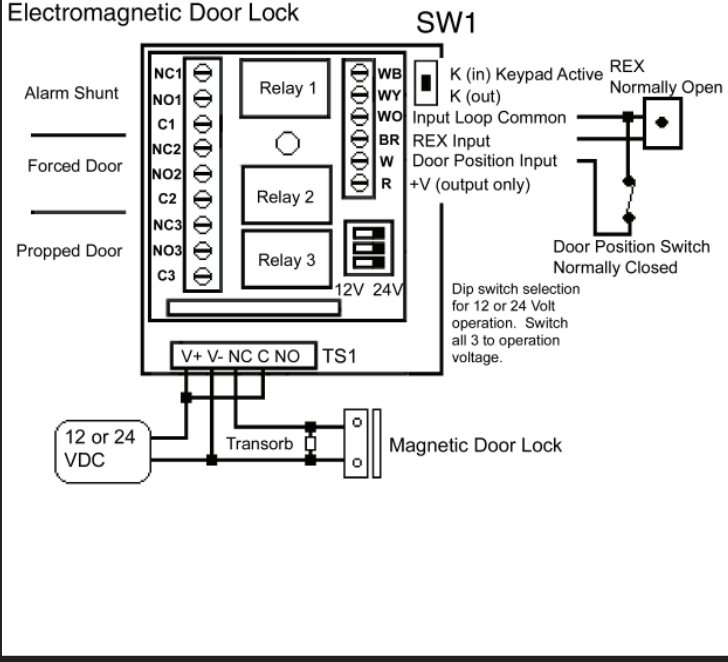 Electromagnetic Door Lock
SW1
Alarm Shunt
Forced Door
Propped Door
NC1
NO1
C1
NC2
NO2
C2
NC3
NO3
C3
Relay 1
Relay 2
Relay 3
WB
WY
WO
BR
W
R
12V 24V
K (in) Keypad Active
K (out)
Input Loop Common
REX Input
Door Position Input
+V (output only)
REX
Normally Open
Door Position Switch
Normally Closed
Dip switch selection
for 12 or 24 Volt
operation. Switch
all 3 to operation
voltage.
V+ V- NC C NO
TS1
12 or 24
VDC
Transorb
Magnetic Door Lock